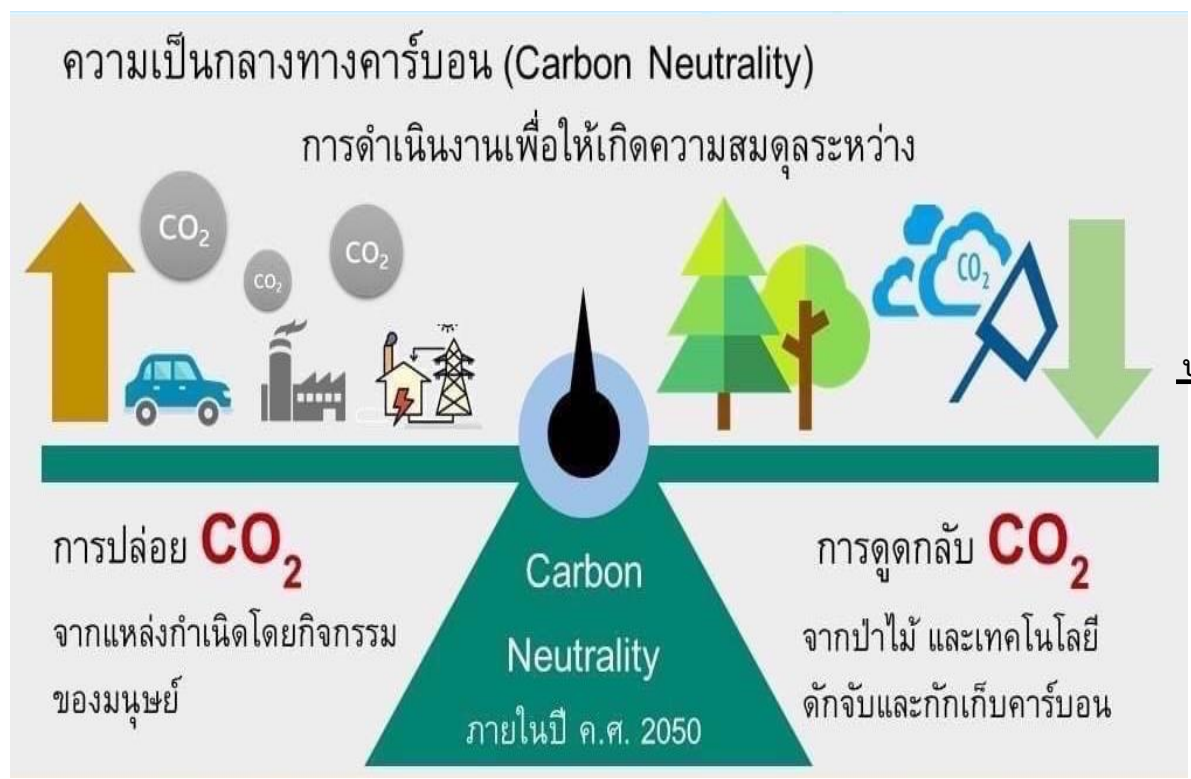 ความเป็นกลางทางคาร์บอน (Carbon Neutrality)
การดำเนินงานเพื่อให้เกิดความสมดุลระหว่าง
CO₂
CO₂
CO₂
CO₂
การปล่อย CO₂
จากแหล่งกำเนิดโดยกิจกรรม
ของมนุษย์
Carbon
Neutrality
ภายในปี ค.ศ. 2050
การดูดกลับ CO₂
จากป่าไม้ และเทคโนโลยี
ดักจับและกักเก็บคาร์บอน